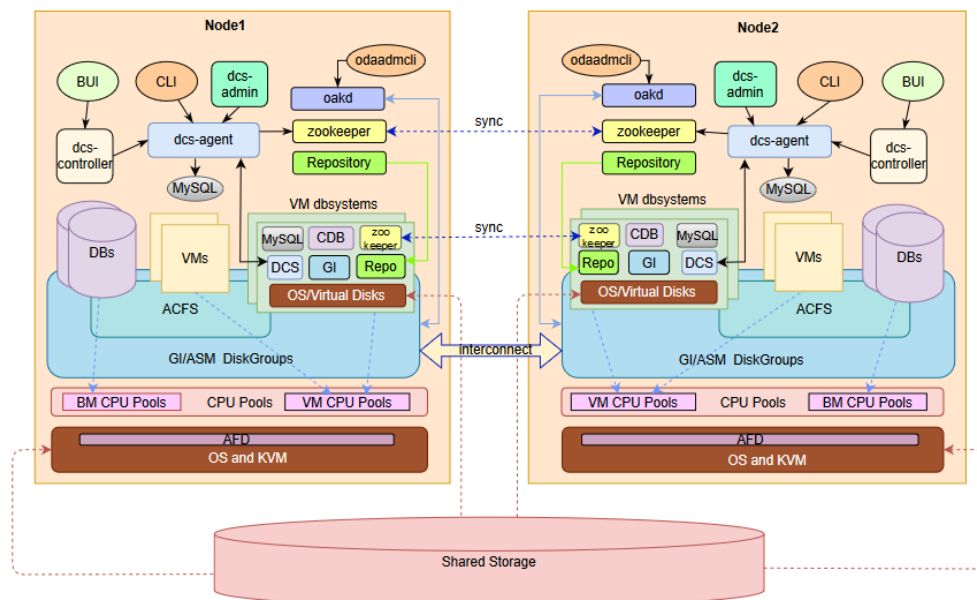 Node1
Node2
odaadmcli
odaadmcli
BUI
CLI
dcs-
admin
oakd
oakd
dcs-
admin
CLI
BUI
dcs-
controller
dcs-agent
zookeeper
sync
zookeeper
dcs-agent
dcs-
controller
Repository
Repository
MySQL
MySQL
VM dbsystems
VM dbsystems
DBs
VMs
MySQL
CDB
zoo
keeper
sync
zoo
keeper
CDB
MySQL
VMs
DBs
DCS
GI
Repo
Repo
GI
DCS
OS/Virtual Disks
OS/Virtual Disks
ACFS
ACFS
GI/ASM DiskGroups
interconnect
GI/ASM DiskGroups
BM CPU Pools
CPU Pools
VM CPU Pools
VM CPU Pools
CPU Pools
BM CPU Pools
AFD
AFD
OS and KVM
OS and KVM
Shared Storage